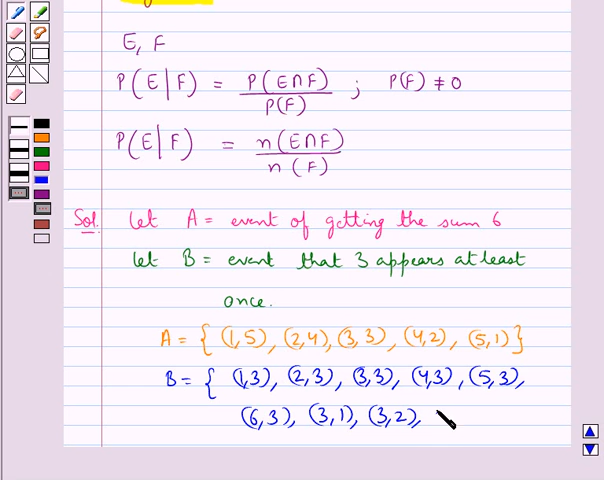 E, F
P(E|F) = P(E∩F)/P(F) ; P(F) ≠ 0
P(E|F) = n(E∩F)/n(F)
Sol. Let A = event of getting the sum 6
Let B = event that 3 appears at least
once.
A = { (1,5), (2,4), (3,3), (4,2), (5,1) }
B = { (1,3), (2,3), (3,3), (4,3), (5,3),
(6,3), (3,1), (3,2),